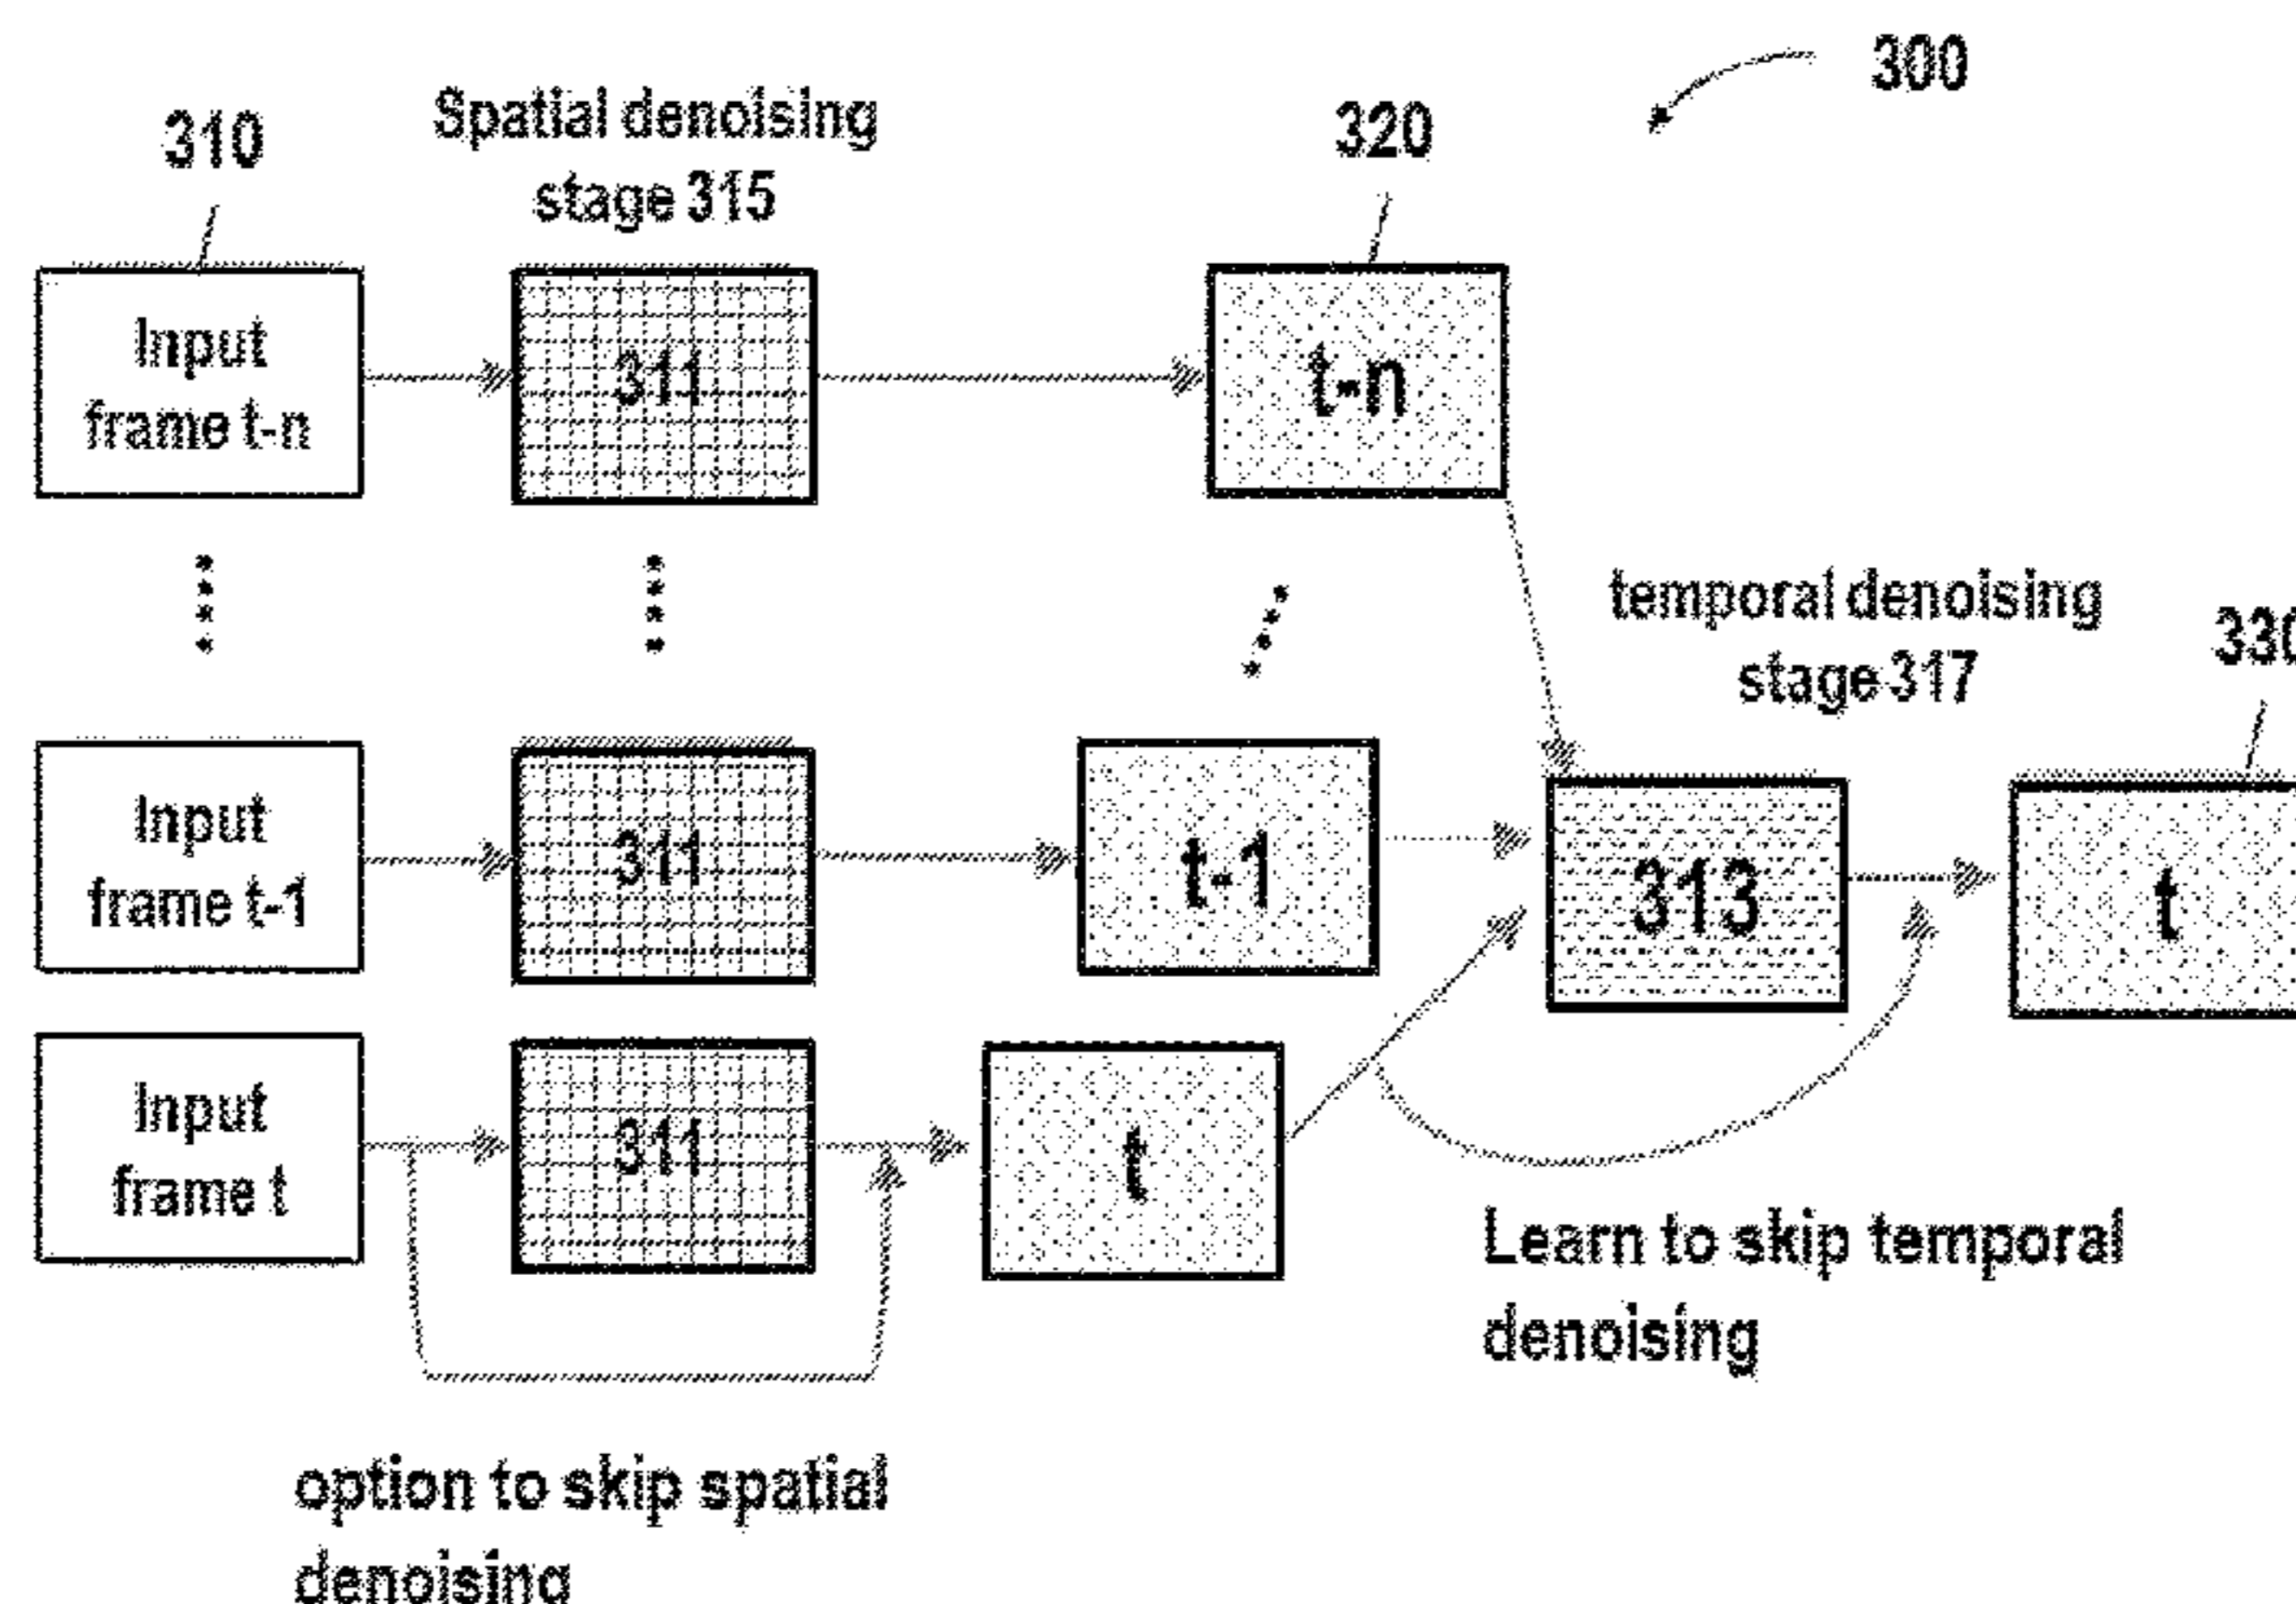 300
310
Spatial denoising
stage 315
320
Input
frame t-n
311
t-n
temporal denoising
stage 317
330
Input
frame t-1
311
t-1
313
t
Input
frame t
311
t
Learn to skip temporal
denoising
option to skip spatial
denoising